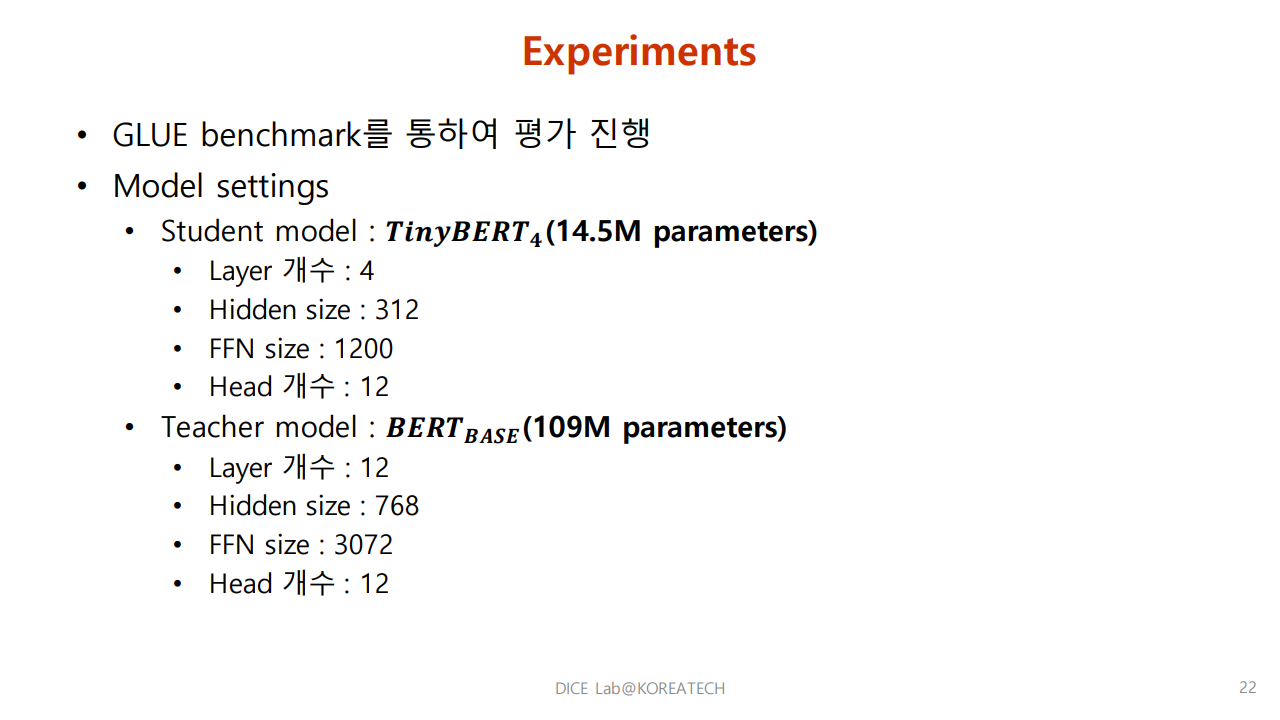 Experiments
• GLUE benchmark를 통하여 평가 진행
• Model settings
• Student model : TinyBERT₄(14.5M parameters)
• Layer 개수 : 4
• Hidden size : 312
• FFN size : 1200
• Head 개수 : 12
• Teacher model : BERT_BASE(109M parameters)
• Layer 개수 : 12
• Hidden size : 768
• FFN size : 3072
• Head 개수 : 12
DICE Lab@KOREATECH
22